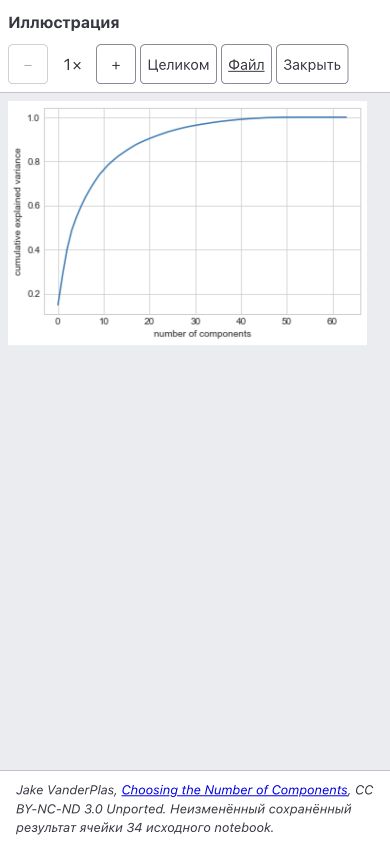 Иллюстрация
− 1× + Целиком Файл Закрыть
1.0
0.8
0.6
0.4
0.2
cumulative explained variance
0 10 20 30 40 50 60
number of components
Jake VanderPlas, Choosing the Number of Components, CC
BY-NC-ND 3.0 Unported. Неизменённый сохранённый
результат ячейки 34 исходного notebook.